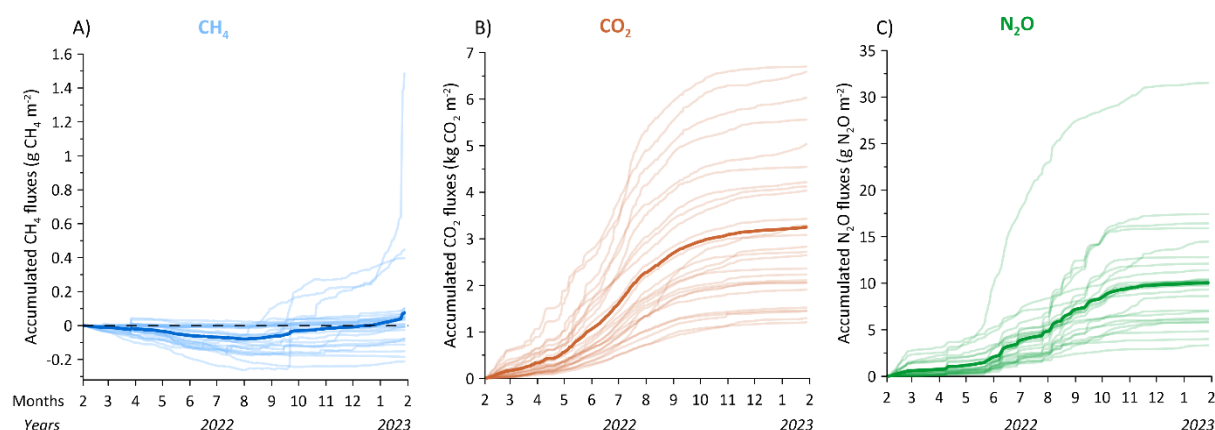 A) CH₄
Accumulated CH₄ fluxes (g CH₄ m⁻²)
1.6
1.4
1.2
1
0.8
0.6
0.4
0.2
0
-0.2
Months 2 3 4 5 6 7 8 9 10 11 12 1 2
Years 2022 2023
B) CO₂
Accumulated CO₂ fluxes (kg CO₂ m⁻²)
7
6
5
4
3
2
1
0
2 3 4 5 6 7 8 9 10 11 12 1 2
2022 2023
C) N₂O
Accumulated N₂O fluxes (g N₂O m⁻²)
35
30
25
20
15
10
5
0
2 3 4 5 6 7 8 9 10 11 12 1 2
2022 2023